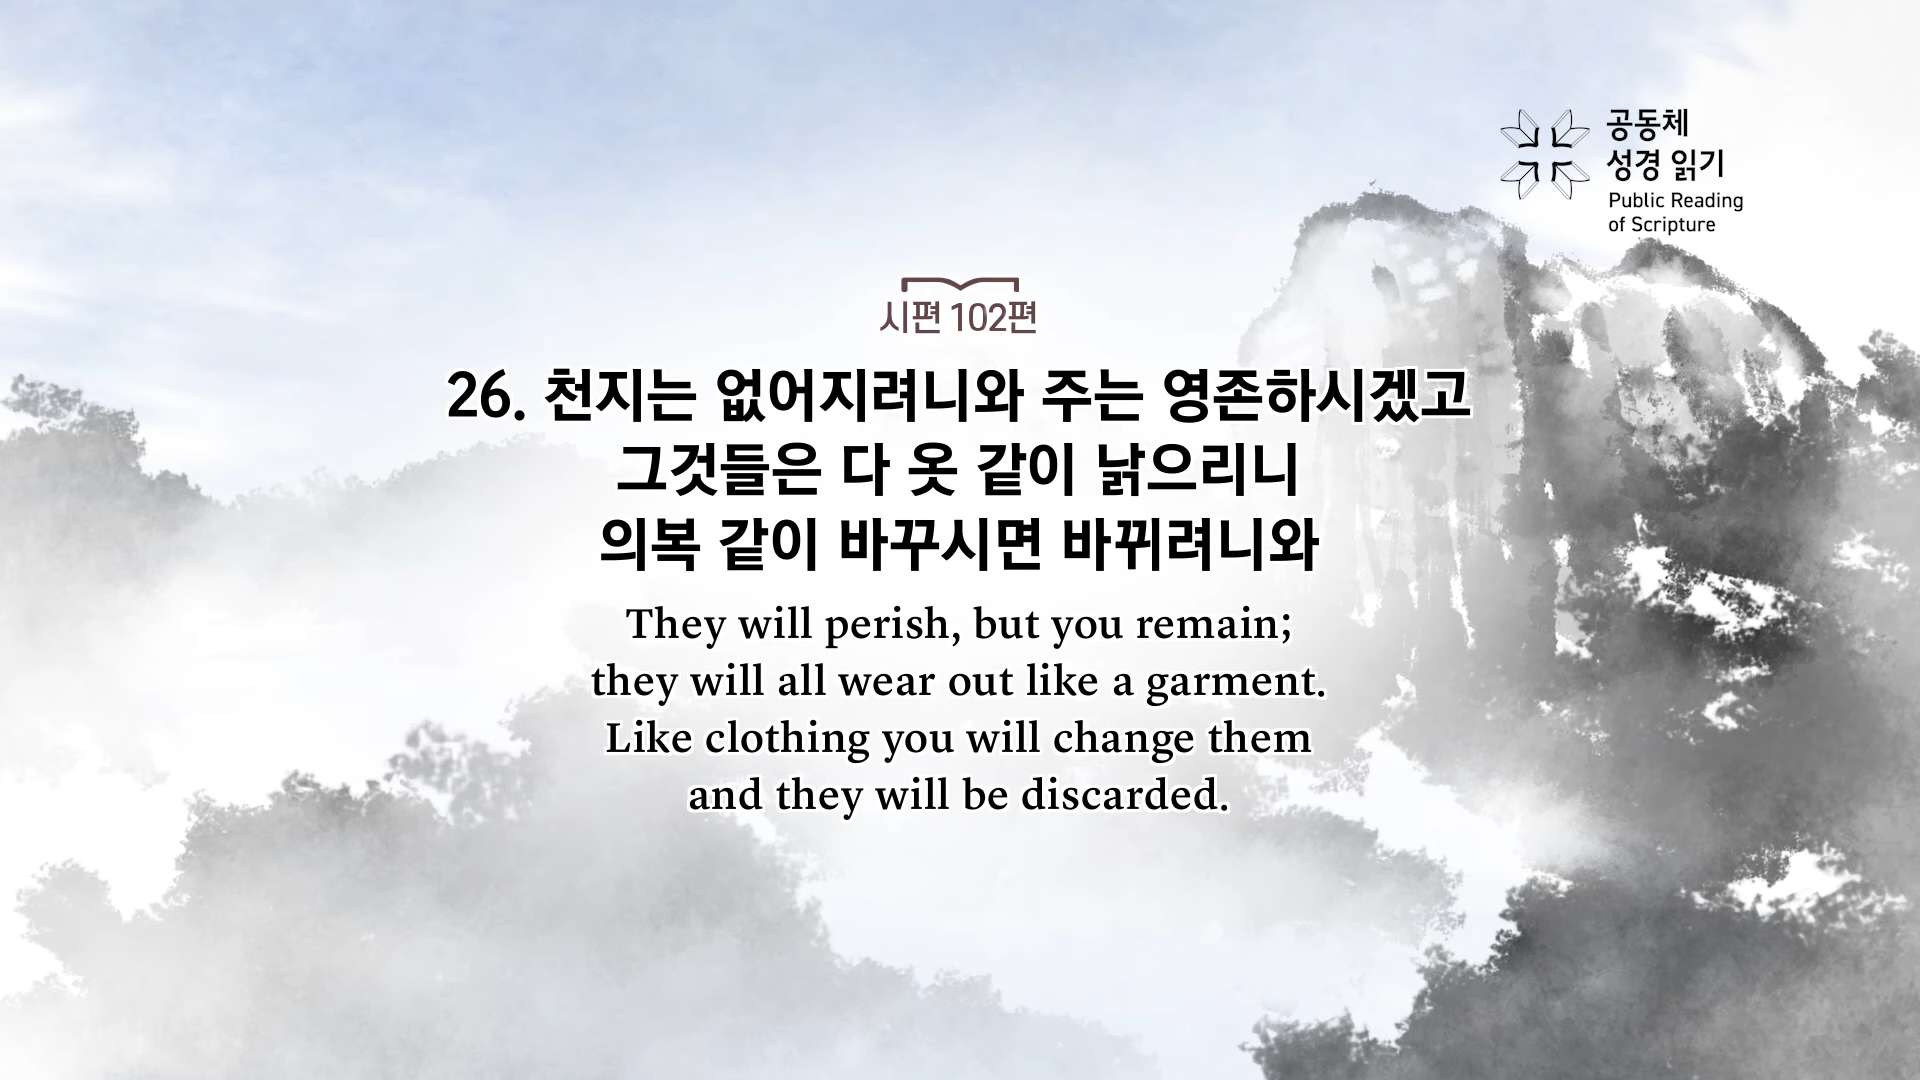 공동체
성경 읽기
Public Reading
of Scripture
시편 102편
26. 천지는 없어지려니와 주는 영존하시겠고
그것들은 다 옷 같이 낡으리니
의복 같이 바꾸시면 바뀌려니와
They will perish, but you remain;
they will all wear out like a garment.
Like clothing you will change them
and they will be discarded.